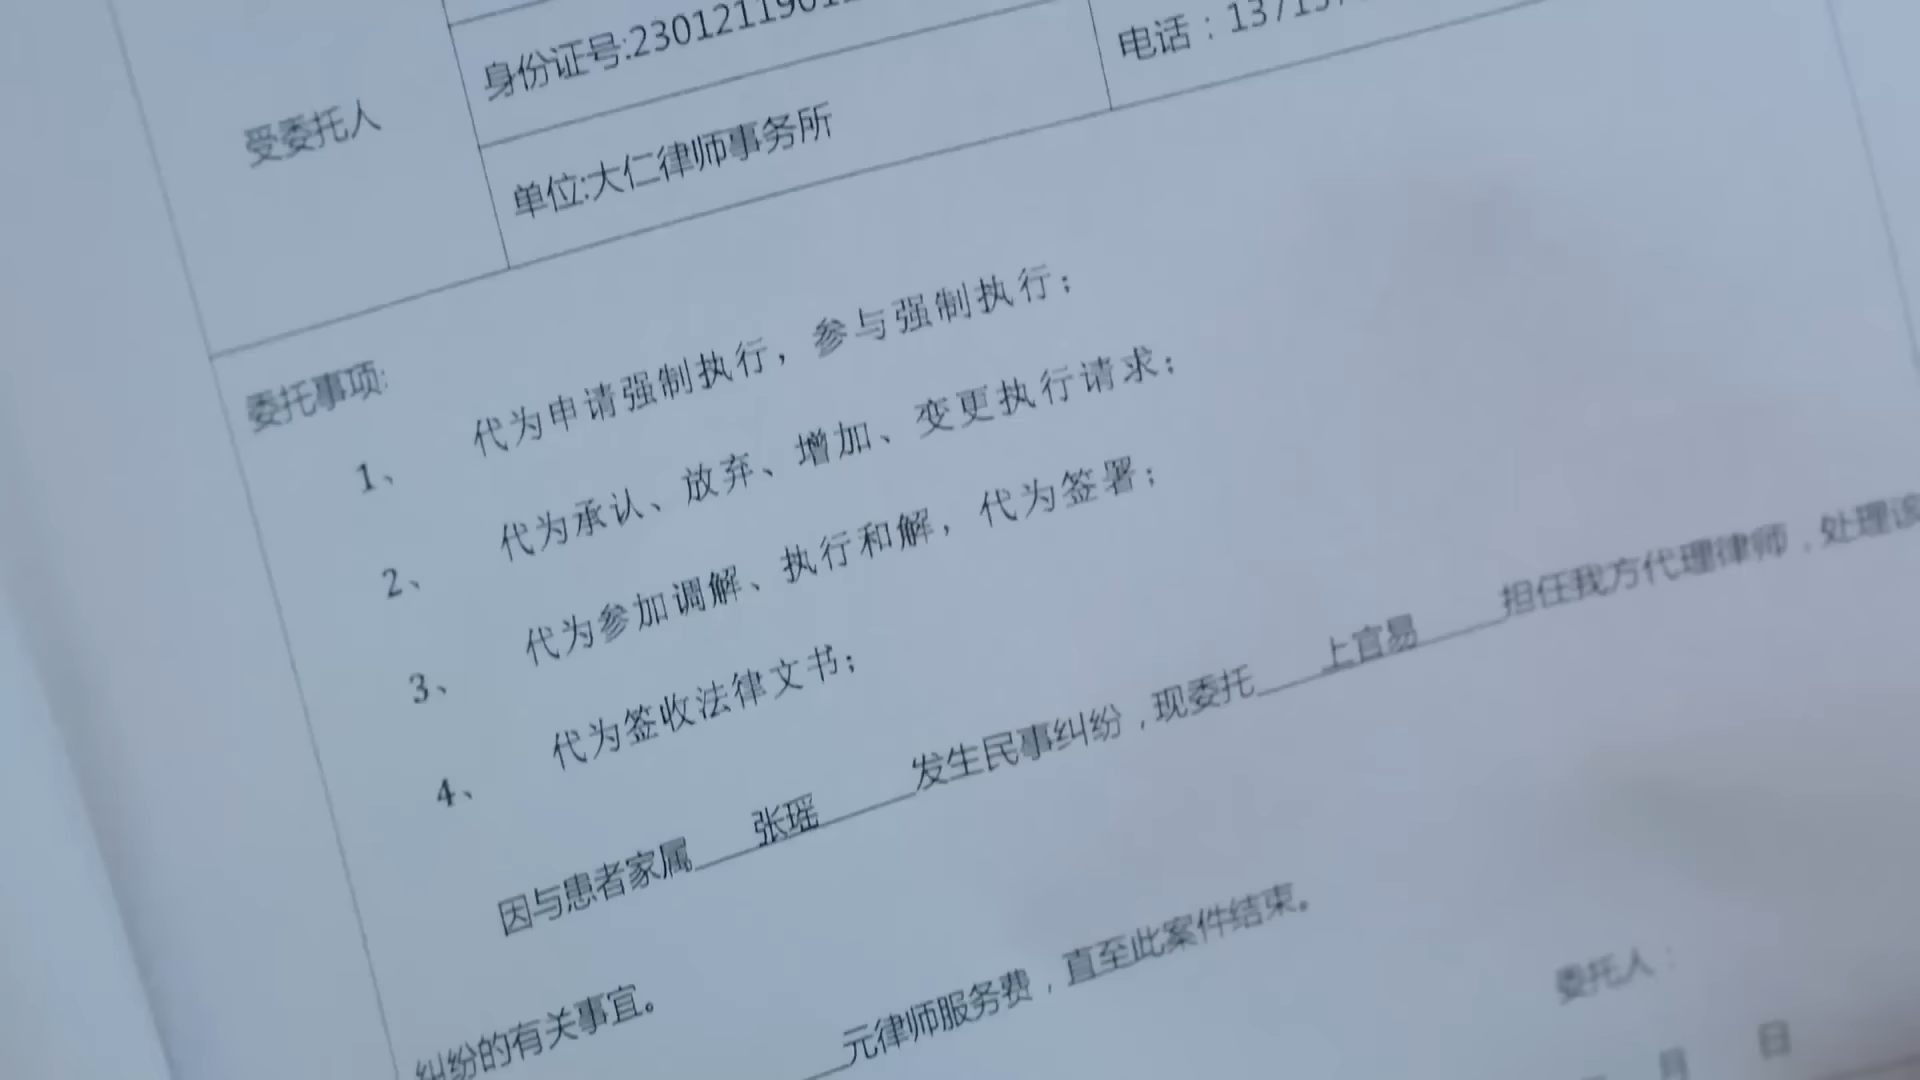 身份证号:2301211961
电话：13715
受委托人
单位:大仁律师事务所
委托事项:
1、 代为申请强制执行，参与强制执行；
2、 代为承认、放弃、增加、变更执行请求；
3、 代为参加调解、执行和解，代为签署；
4、 代为签收法律文书；
因与患者家属 张瑶 发生民事纠纷，现委托 上官易 担任我方代理律师，处理该
纠纷的有关事宜。
元律师服务费，直至此案件结束。
委托人：
月 日